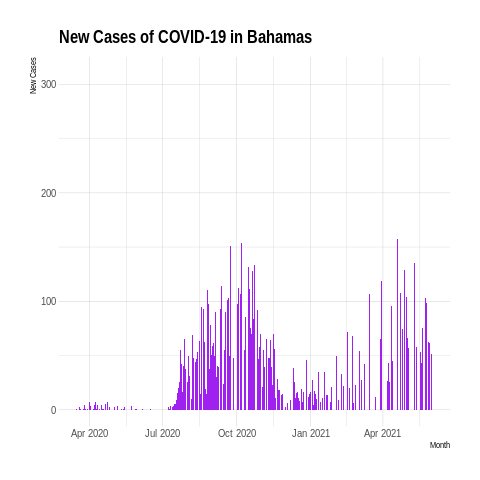 New Cases of COVID-19 in Bahamas
New Cases
300
200
100
0
Apr 2020
Jul 2020
Oct 2020
Jan 2021
Apr 2021
Month